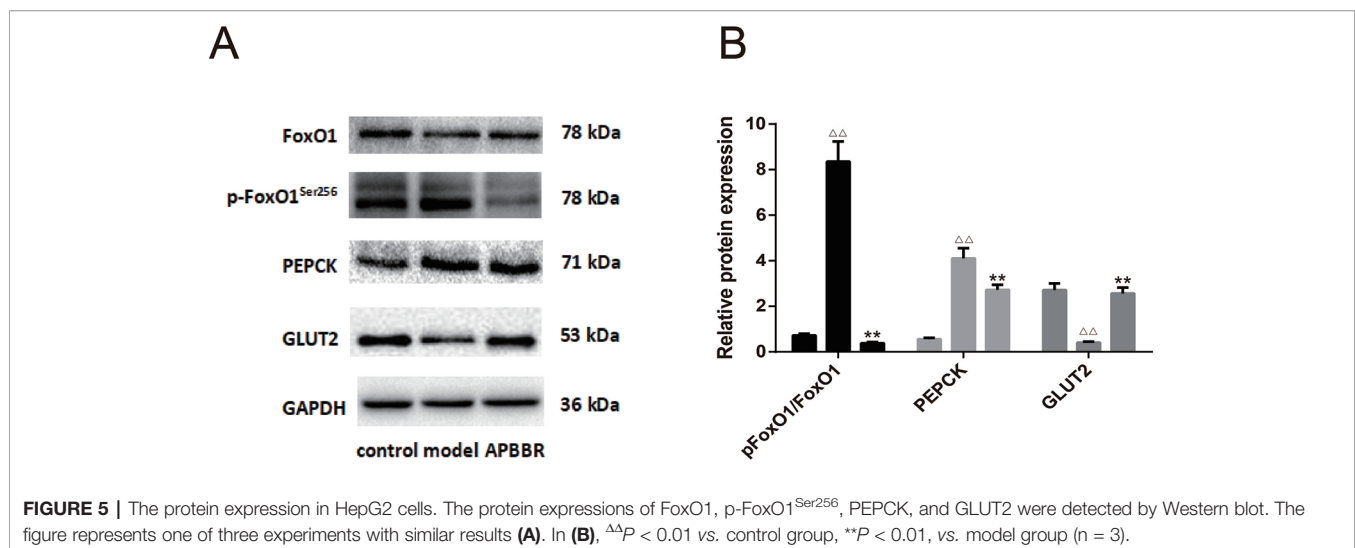 A
FoxO1 78 kDa
p-FoxO1Ser256 78 kDa
PEPCK 71 kDa
GLUT2 53 kDa
GAPDH 36 kDa
control model APBBR
B
Relative protein expression
10
8
6
4
2
0
△△
**
△△
**
△△
**
pFoxO1/FoxO1
PEPCK
GLUT2
FIGURE 5 | The protein expression in HepG2 cells. The protein expressions of FoxO1, p-FoxO1Ser256, PEPCK, and GLUT2 were detected by Western blot. The
figure represents one of three experiments with similar results (A). In (B), ΔΔP < 0.01 vs. control group, **P < 0.01, vs. model group (n = 3).